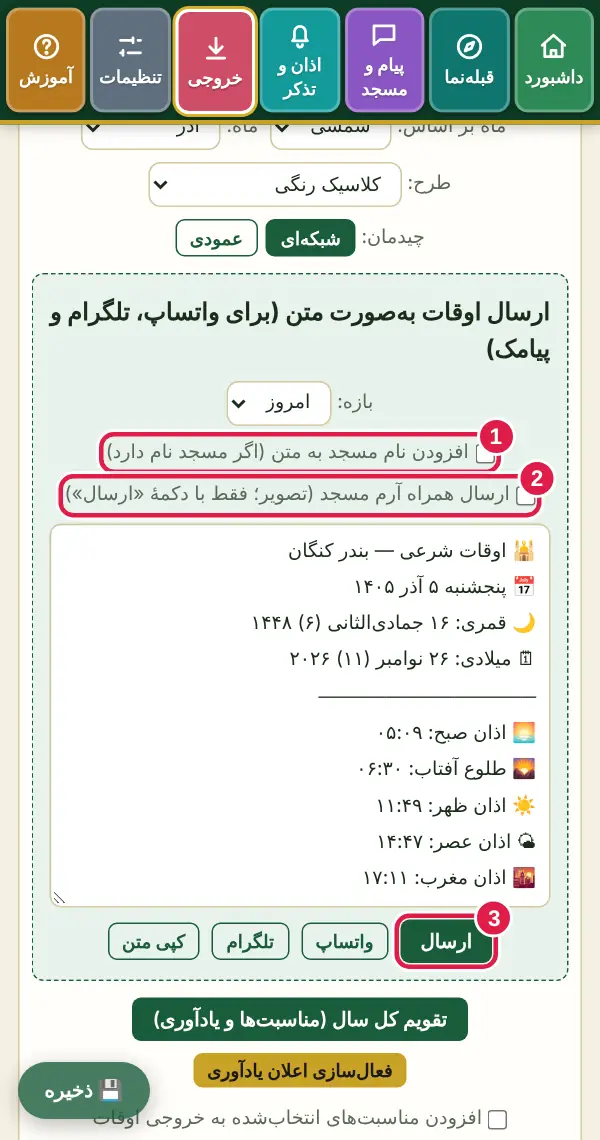 داشبورد
قبله‌نما
پیام و
مسجد
اذان و
تذکر
خروجی
تنظیمات
آموزش
ماه بر اساس: شمسی ماه: آذر
طرح: کلاسیک رنگی
چیدمان: شبکه‌ای عمودی
ارسال اوقات به‌صورت متن (برای واتساپ، تلگرام و
پیامک)
بازه: امروز
1
افزودن نام مسجد به متن (اگر مسجد نام دارد)
2
ارسال همراه آرم مسجد (تصویر؛ فقط با دکمهٔ «ارسال»)
🕌 اوقات شرعی — بندر کنگان
📅 پنجشنبه ۵ آذر ۱۴۰۵
🌙 قمری: ۱۶ جمادی‌الثانی (۶) ۱۴۴۸
🗓 میلادی: ۲۶ نوامبر (۱۱) ۲۰۲۶
🌅 اذان صبح: ۰۵:۰۹
🌄 طلوع آفتاب: ۰۶:۳۰
☀️ اذان ظهر: ۱۱:۴۹
🌤 اذان عصر: ۱۴:۴۷
🌇 اذان مغرب: ۱۷:۱۱
3
ارسال واتساپ تلگرام کپی متن
تقویم کل سال (مناسبت‌ها و یادآوری)
فعال‌سازی اعلان یادآوری
💾 ذخیره
افزودن مناسبت‌های انتخاب‌شده به خروجی اوقات